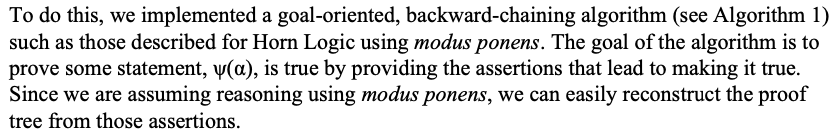 To do this, we implemented a goal-oriented, backward-chaining algorithm (see Algorithm 1)
such as those described for Horn Logic using modus ponens. The goal of the algorithm is to
prove some statement, ψ(α), is true by providing the assertions that lead to making it true.
Since we are assuming reasoning using modus ponens, we can easily reconstruct the proof
tree from those assertions.